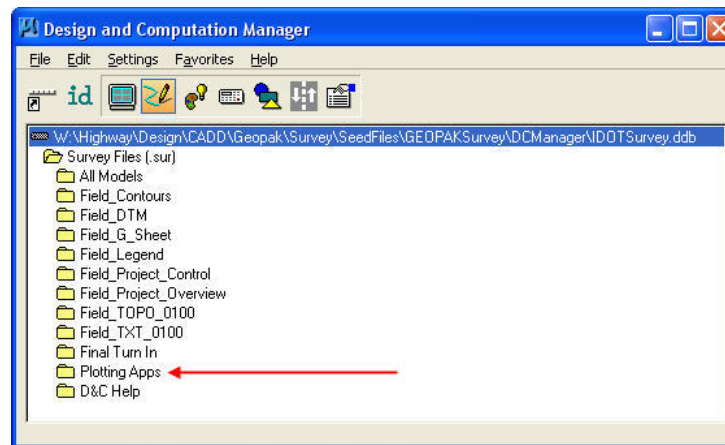 Design and Computation Manager
File Edit Settings Favorites Help
id
W:\Highway\Design\CADD\Geopak\Survey\SeedFiles\GEOPAKSurvey\DCManager\IDOTSurvey.ddb
Survey Files (.sur)
All Models
Field_Contours
Field_DTM
Field_G_Sheet
Field_Legend
Field_Project_Control
Field_Project_Overview
Field_TOPO_0100
Field_TXT_0100
Final Turn In
Plotting Apps
D&C Help